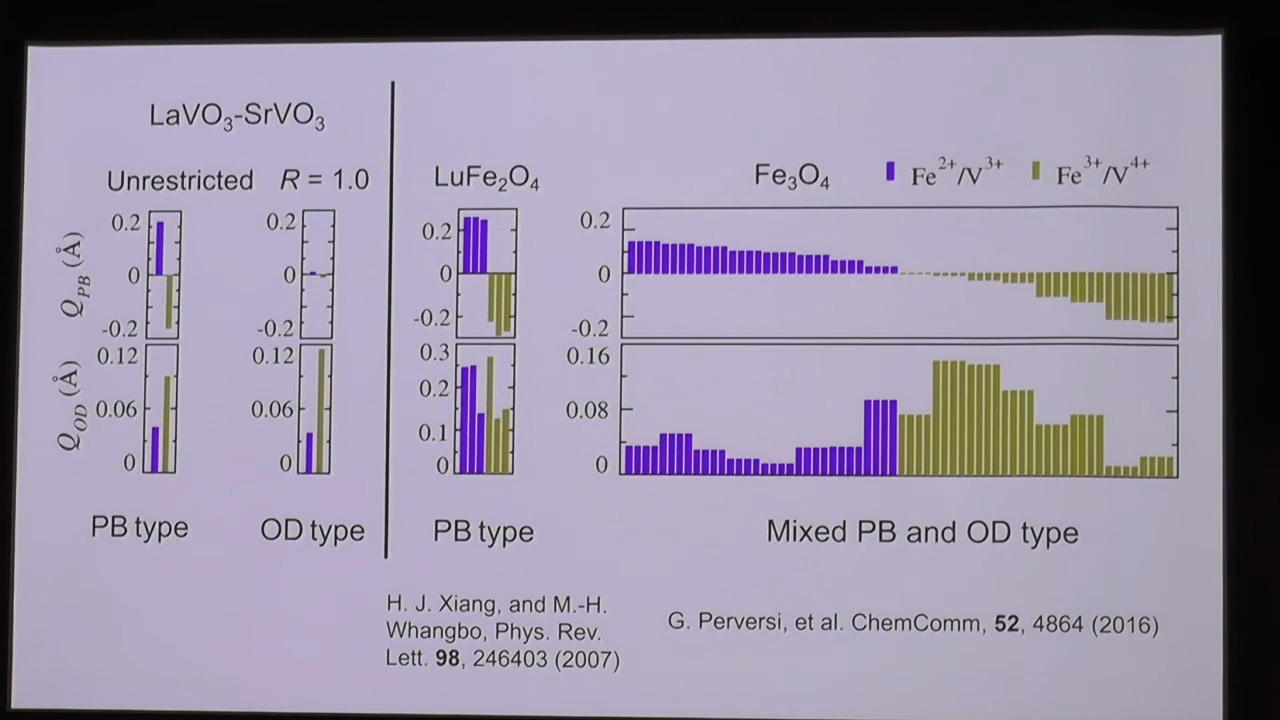 LaVO₃-SrVO₃
Unrestricted R = 1.0
LuFe₂O₄
Fe₃O₄
Fe²⁺/V³⁺
Fe³⁺/V⁴⁺
Q_PB (Å)
0.2
0
-0.2
0.2
0
-0.2
0.2
0
-0.2
0.2
0
-0.2
Q_OD (Å)
0.12
0.06
0
0.12
0.06
0
0.3
0.2
0.1
0
0.16
0.08
0
PB type
OD type
PB type
Mixed PB and OD type
H. J. Xiang, and M.-H.
Whangbo, Phys. Rev.
Lett. 98, 246403 (2007)
G. Perversi, et al. ChemComm, 52, 4864 (2016)